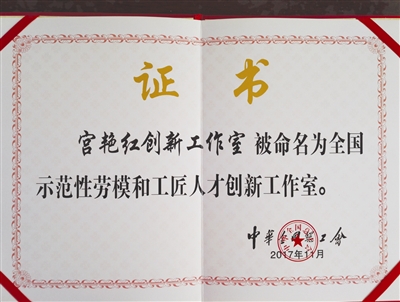 证 书
宫艳红创新工作室 被命名为全国
示范性劳模和工匠人才创新工作室。
中华全国总工会
2017年11月